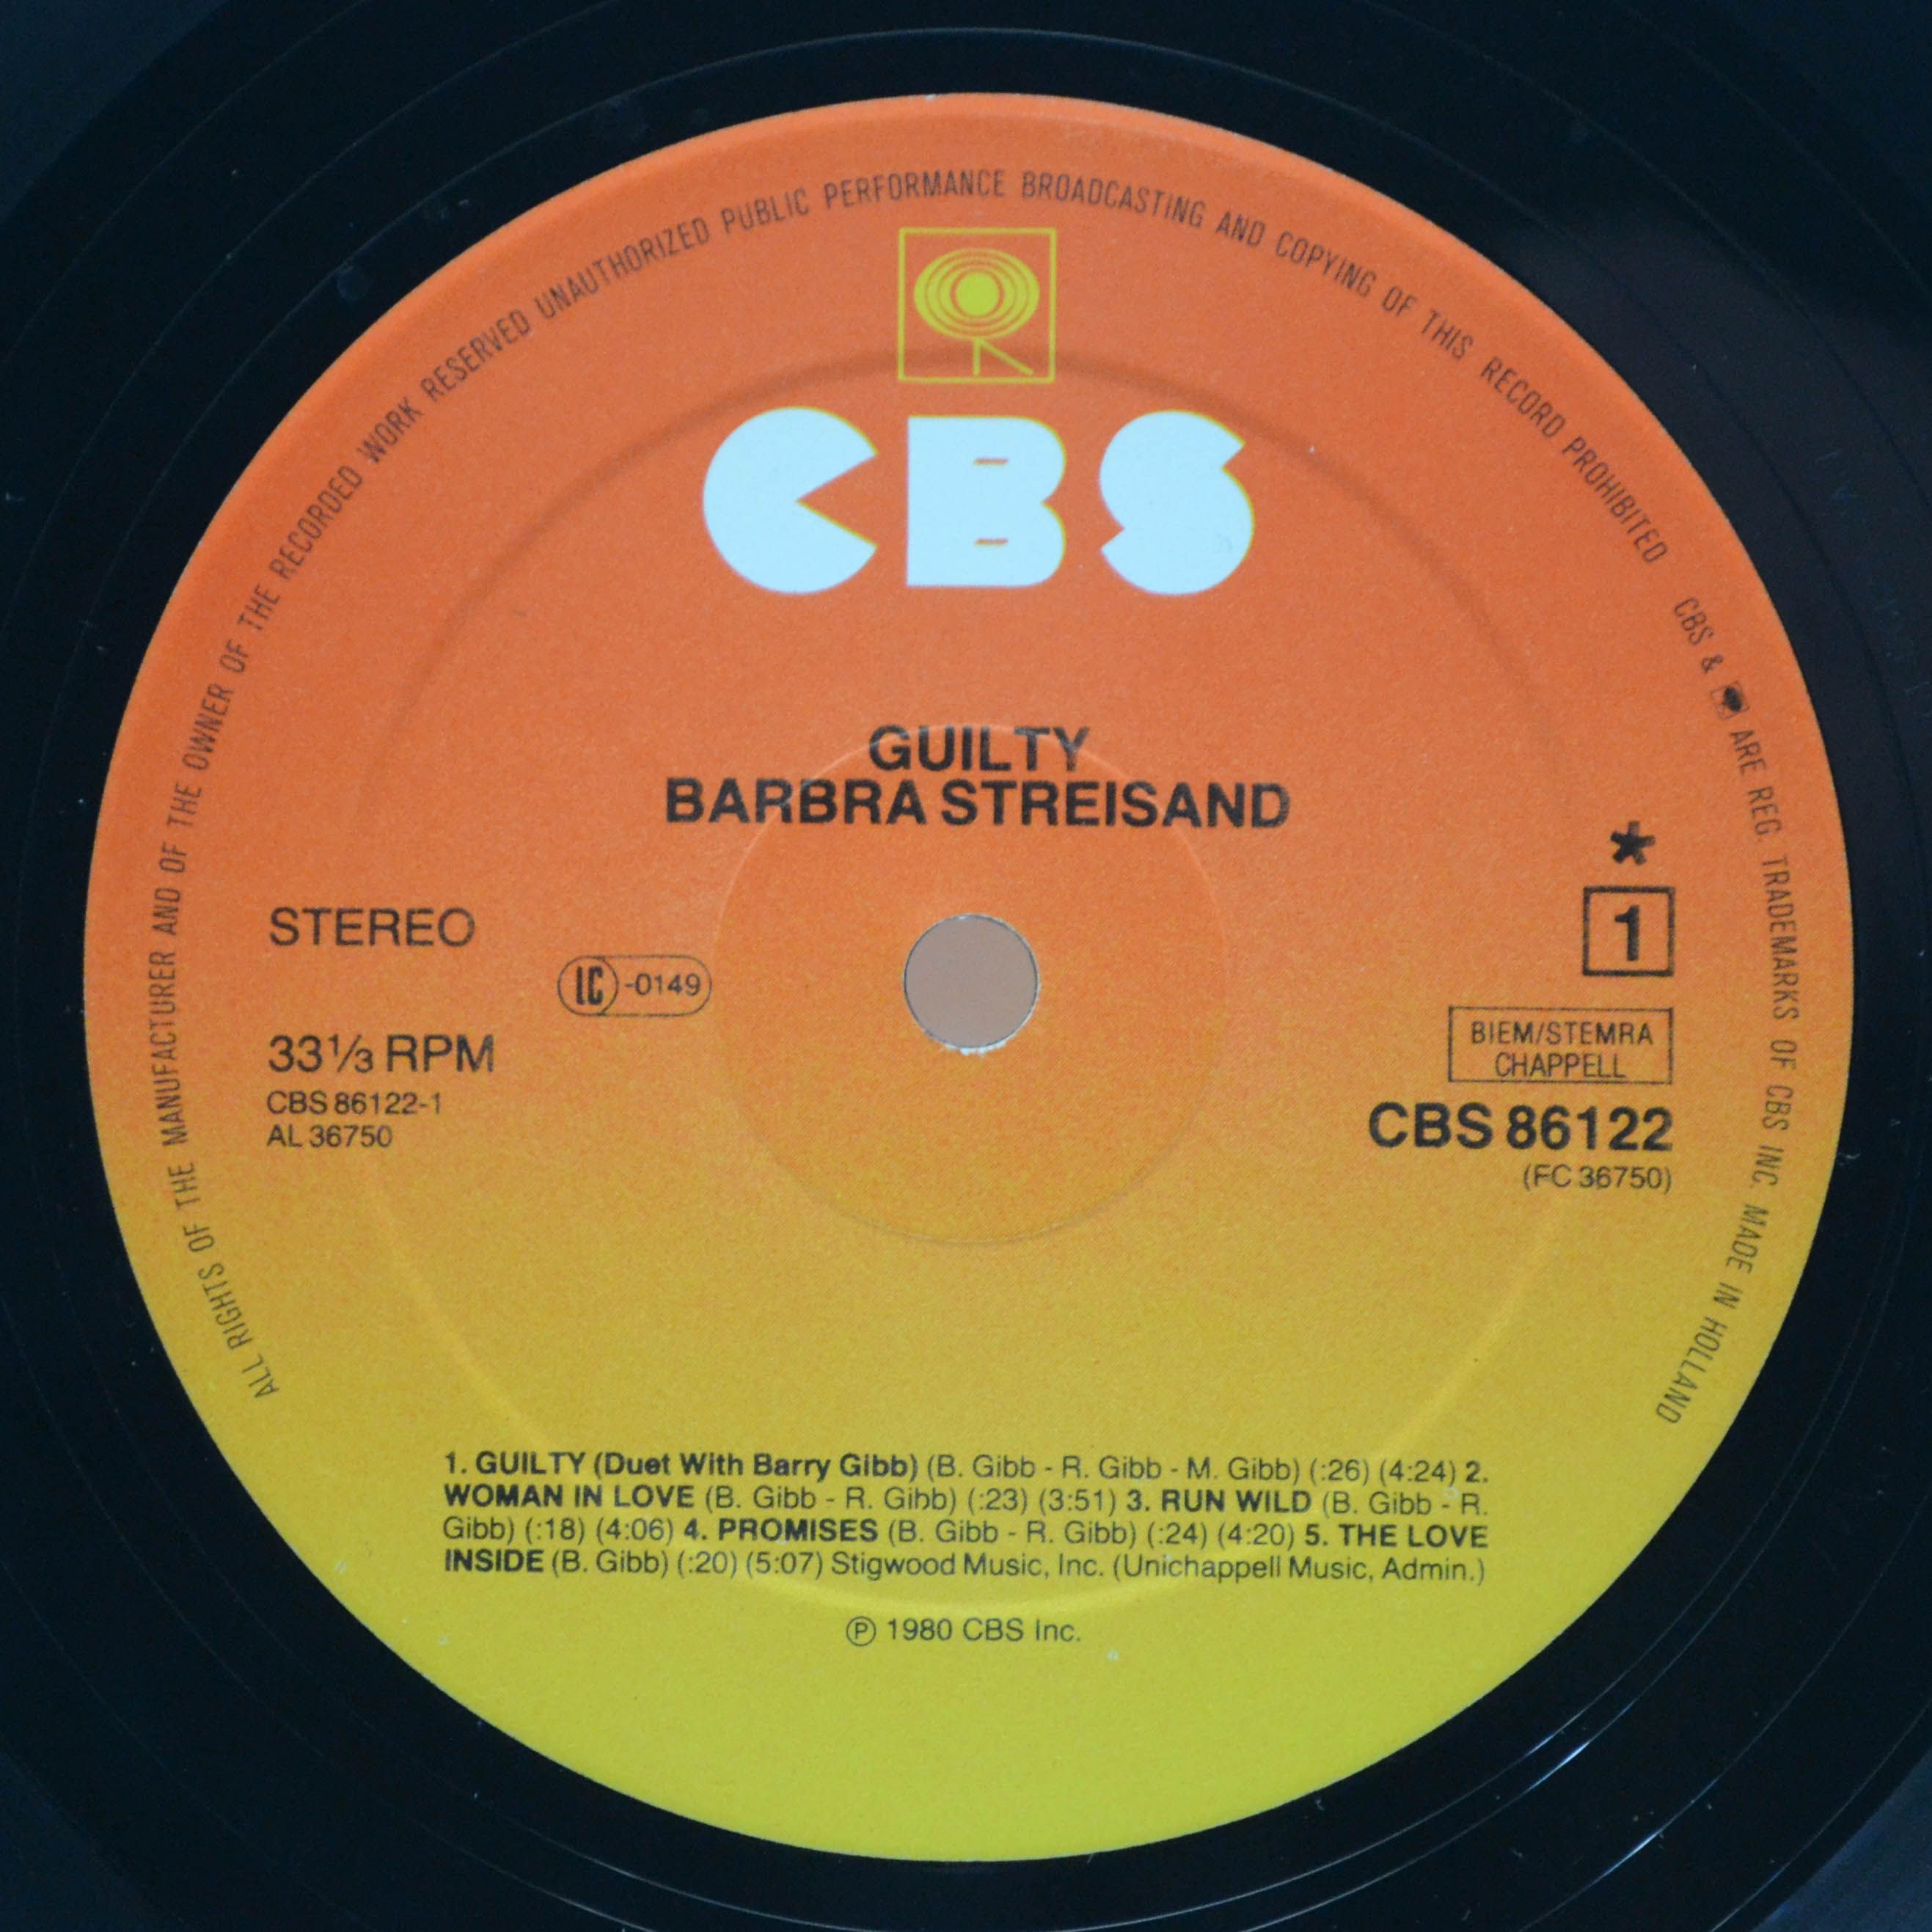 ALL RIGHTS OF THE MANUFACTURER AND OF THE OWNER OF THE RECORDED WORK RESERVED UNAUTHORIZED PUBLIC PERFORMANCE BROADCASTING AND COPYING OF THIS RECORD PROHIBITED CBS & ARE REG. TRADEMARKS OF CBS INC. MADE IN HOLLAND
CBS
GUILTY
BARBRA STREISAND
STEREO
IC -0149
33⅓ RPM
CBS 86122-1
AL 36750
*
1
BIEM/STEMRA
CHAPPELL
CBS 86122
(FC 36750)
1. GUILTY (Duet With Barry Gibb) (B. Gibb - R. Gibb - M. Gibb) (:26) (4:24) 2.
WOMAN IN LOVE (B. Gibb - R. Gibb) (:23) (3:51) 3. RUN WILD (B. Gibb - R.
Gibb) (:18) (4:06) 4. PROMISES (B. Gibb - R. Gibb) (:24) (4:20) 5. THE LOVE
INSIDE (B. Gibb) (:20) (5:07) Stigwood Music, Inc. (Unichappell Music, Admin.)
℗ 1980 CBS Inc.